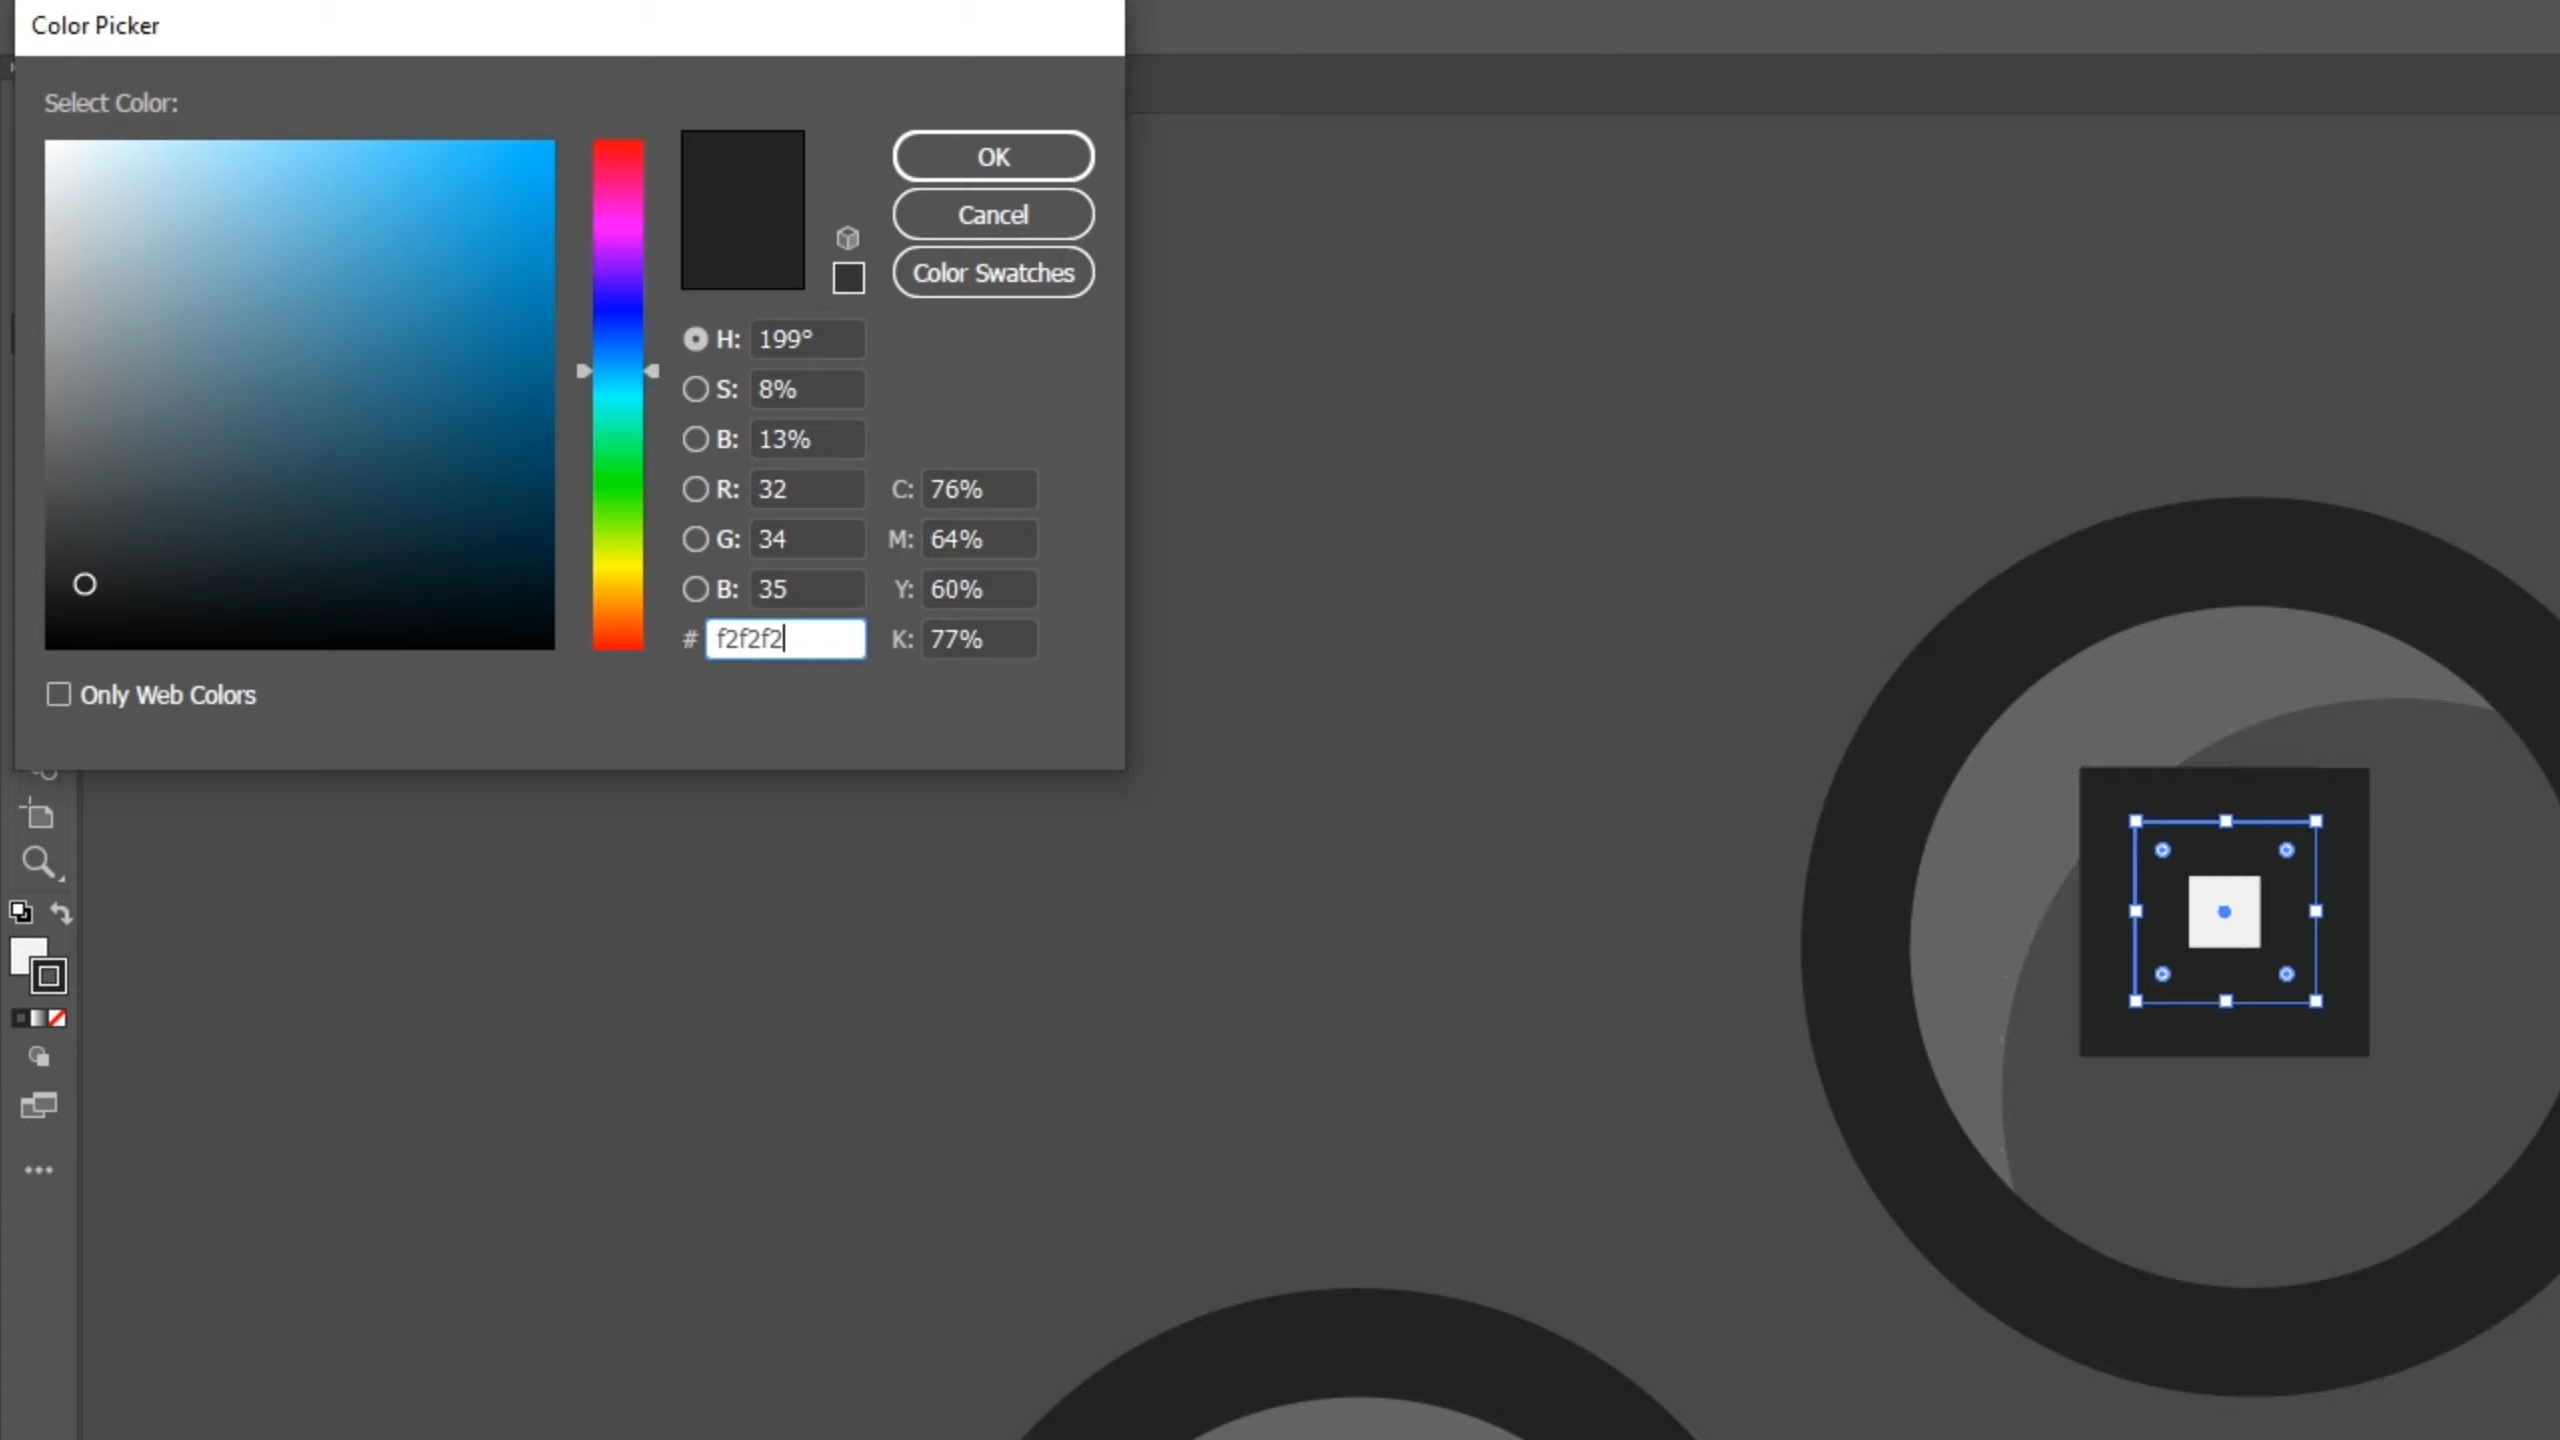 Color Picker
Select Color:
OK
Cancel
Color Swatches
H: 199°
S: 8%
B: 13%
R: 32 C: 76%
G: 34 M: 64%
B: 35 Y: 60%
# f2f2f2 K: 77%
Only Web Colors